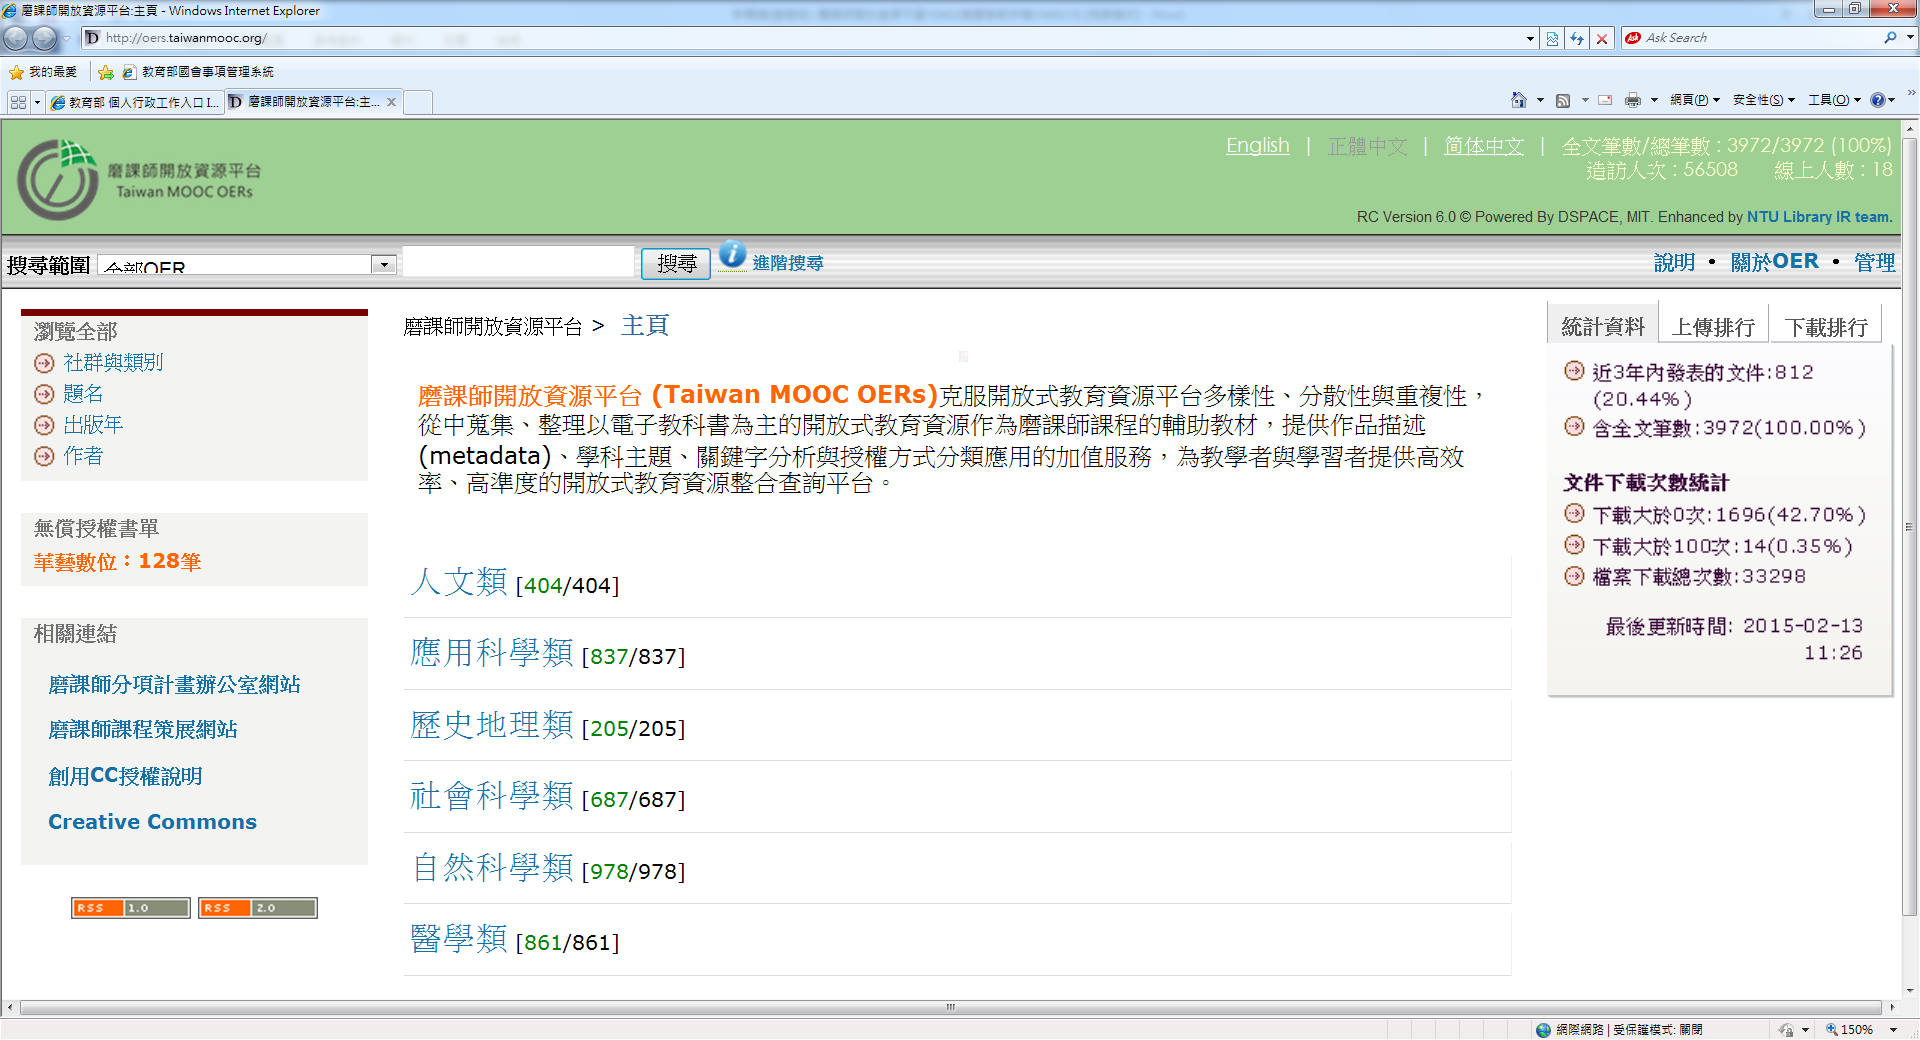 磨課師開放資源平台:主頁 - Windows Internet Explorer
http://oers.taiwanmooc.org/
Ask Search
我的最愛
教育部國會事項管理系統
教育部 個人行政工作入口 I...
磨課師開放資源平台:主...
網頁(P)
安全性(S)
工具(O)
磨課師開放資源平台
Taiwan MOOC OERs
English | 正體中文 | 简体中文 | 全文筆數/總筆數 : 3972/3972 (100%)
造訪人次 : 56508 線上人數 : 18
RC Version 6.0 © Powered By DSPACE, MIT. Enhanced by NTU Library IR team.
搜尋範圍 全部OER 搜尋 進階搜尋
說明 • 關於OER • 管理
瀏覽全部
社群與類別
題名
出版年
作者
無償授權書單
華藝數位：128筆
相關連結
磨課師分項計畫辦公室網站
磨課師課程策展網站
創用CC授權說明
Creative Commons
RSS 1.0 RSS 2.0
磨課師開放資源平台 > 主頁
磨課師開放資源平台 (Taiwan MOOC OERs)克服開放式教育資源平台多樣性、分散性與重複性，
從中蒐集、整理以電子教科書為主的開放式教育資源作為磨課師課程的輔助教材，提供作品描述
(metadata)、學科主題、關鍵字分析與授權方式分類應用的加值服務，為教學者與學習者提供高效
率、高準度的開放式教育資源整合查詢平台。
人文類 [404/404]
應用科學類 [837/837]
歷史地理類 [205/205]
社會科學類 [687/687]
自然科學類 [978/978]
醫學類 [861/861]
統計資料 上傳排行 下載排行
近3年內發表的文件:812
(20.44%)
含全文筆數:3972(100.00%)
文件下載次數統計
下載大於0次:1696(42.70%)
下載大於100次:14(0.35%)
檔案下載總次數:33298
最後更新時間: 2015-02-13
11:26
網際網路 | 受保護模式: 關閉
150%